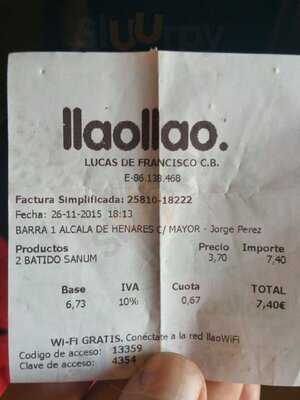 llaollao.
LUCAS DE FRANCISCO C.B.
E-86.138.468
Factura Simplificada: 25810-18222
Fecha: 26-11-2015 18:13
BARRA 1 ALCALA DE HENARES C/ MAYOR - Jorge Perez
Productos Precio Importe
2 BATIDO SANUM 3,70 7,40
Base IVA Cuota TOTAL
6,73 10% 0,67 7,40€
Wi-Fi GRATIS. Conéctate a la red llaoWiFi
Codigo de acceso: 13359
Clave de acceso: 4354